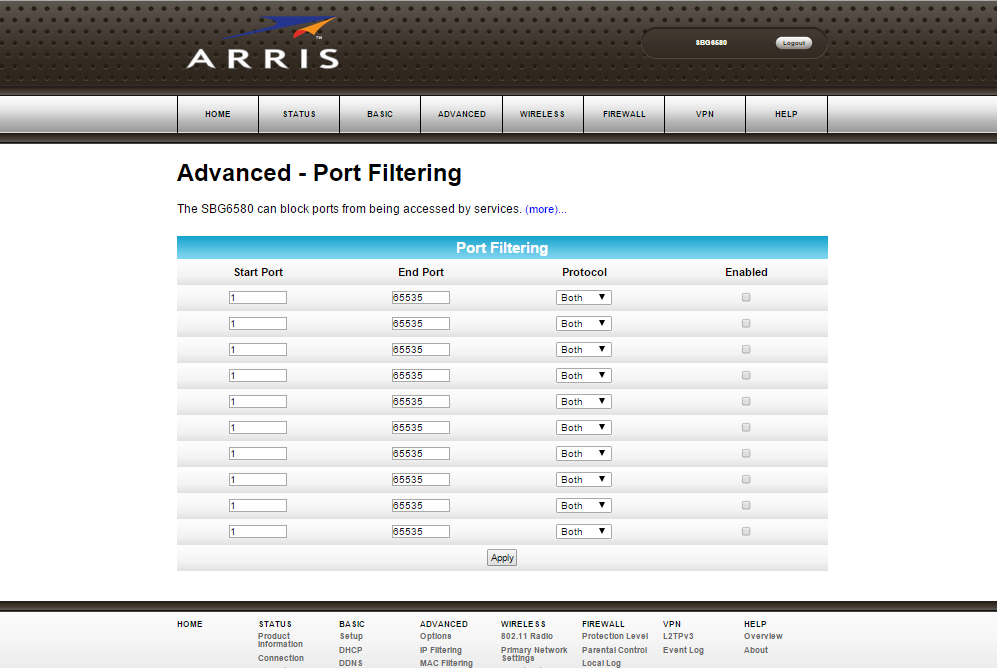 ARRIS
TM
SBG6580 Logout
HOME STATUS BASIC ADVANCED WIRELESS FIREWALL VPN HELP
Advanced - Port Filtering
The SBG6580 can block ports from being accessed by services. (more)...
Port Filtering
Start Port End Port Protocol Enabled
1 65535 Both
1 65535 Both
1 65535 Both
1 65535 Both
1 65535 Both
1 65535 Both
1 65535 Both
1 65535 Both
1 65535 Both
1 65535 Both
Apply
HOME
STATUS
Product
Information
Connection
BASIC
Setup
DHCP
DDNS
ADVANCED
Options
IP Filtering
MAC Filtering
WIRELESS
802.11 Radio
Primary Network
Settings
FIREWALL
Protection Level
Parental Control
Local Log
VPN
L2TPv3
Event Log
HELP
Overview
About